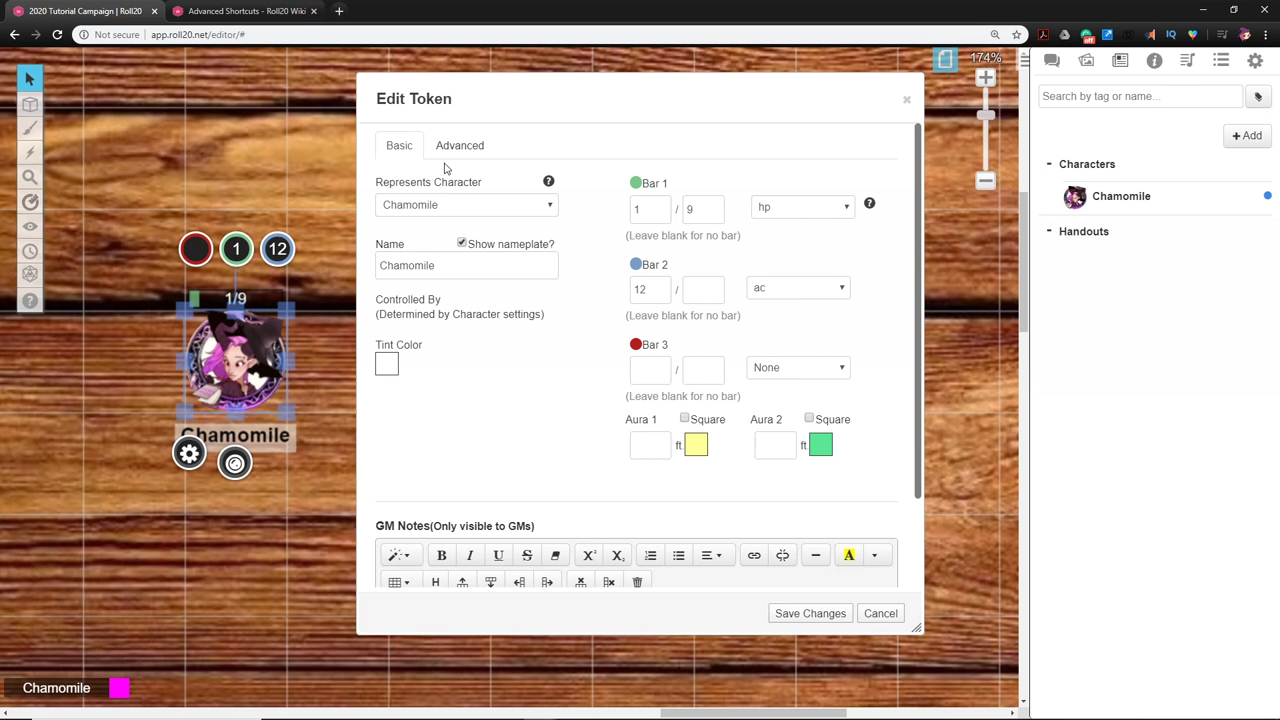 2020 Tutorial Campaign | Roll20
Advanced Shortcuts - Roll20 Wiki
Not secure | app.roll20.net/editor/#
174%
Edit Token
Basic
Advanced
Represents Character
Chamomile
Name
Show nameplate?
Chamomile
Controlled By
(Determined by Character settings)
Tint Color
Bar 1
1 / 9
hp
(Leave blank for no bar)
Bar 2
12 /
ac
(Leave blank for no bar)
Bar 3
/
None
(Leave blank for no bar)
Aura 1
Square
Aura 2
Square
ft.
ft.
GM Notes(Only visible to GMs)
B I U S X² X₂ A
H
Save Changes
Cancel
1
12
1/9
Chamomile
Chamomile
Search by tag or name...
+ Add
- Characters
Chamomile
- Handouts